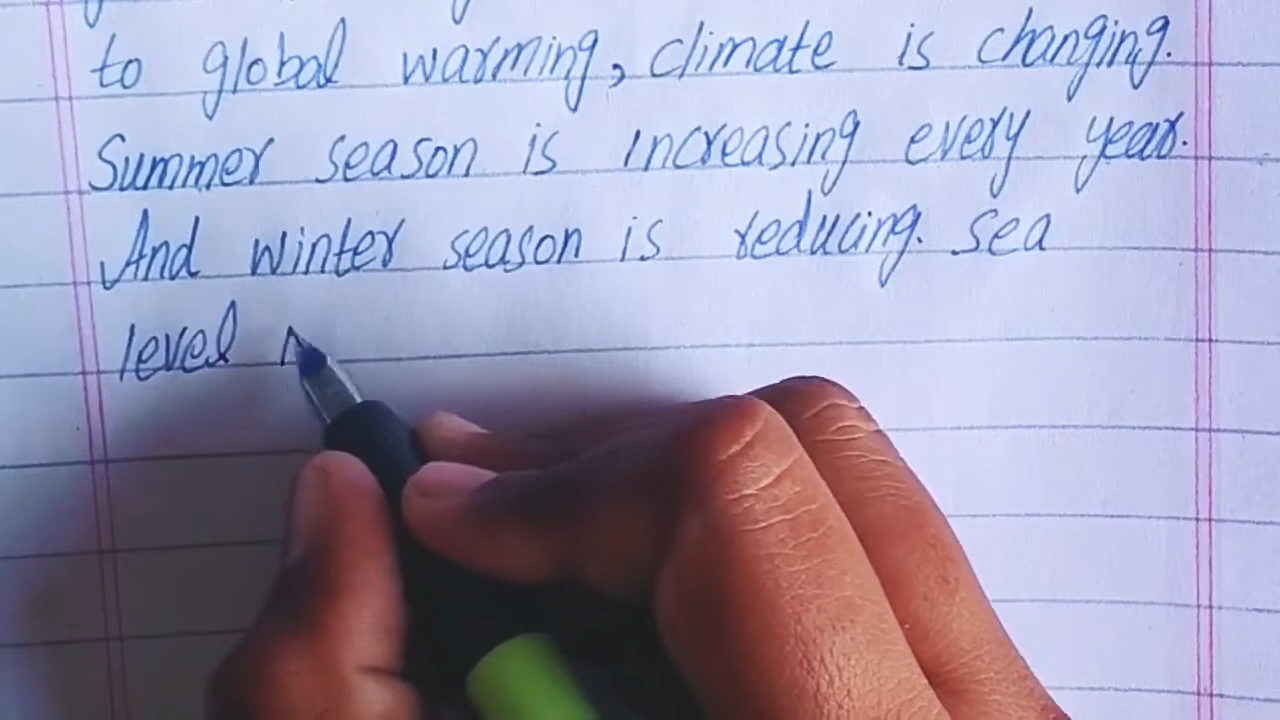 to global warming, climate is changing.
Summer season is increasing every year.
And winter season is reducing. sea
level